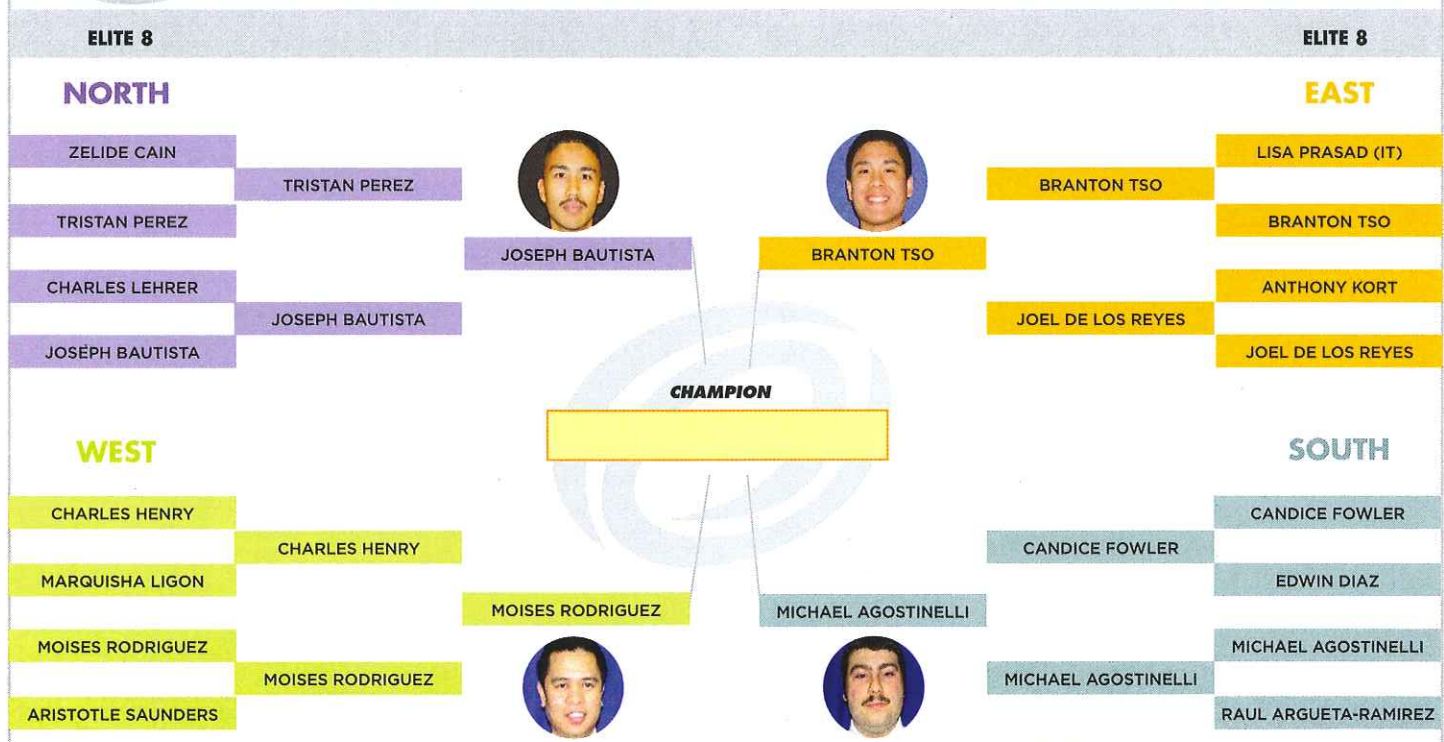 ELITE 8
ELITE 8
NORTH
EAST
ZELIDE CAIN
LISA PRASAD (IT)
TRISTAN PEREZ
BRANTON TSO
TRISTAN PEREZ
BRANTON TSO
JOSEPH BAUTISTA
BRANTON TSO
CHARLES LEHRER
ANTHONY KORT
JOSEPH BAUTISTA
JOEL DE LOS REYES
JOSEPH BAUTISTA
JOEL DE LOS REYES
CHAMPION
WEST
SOUTH
CHARLES HENRY
CANDICE FOWLER
CHARLES HENRY
CANDICE FOWLER
MARQUISHA LIGON
EDWIN DIAZ
MOISES RODRIGUEZ
MICHAEL AGOSTINELLI
MOISES RODRIGUEZ
MICHAEL AGOSTINELLI
MOISES RODRIGUEZ
MICHAEL AGOSTINELLI
ARISTOTLE SAUNDERS
RAUL ARGUETA-RAMIREZ